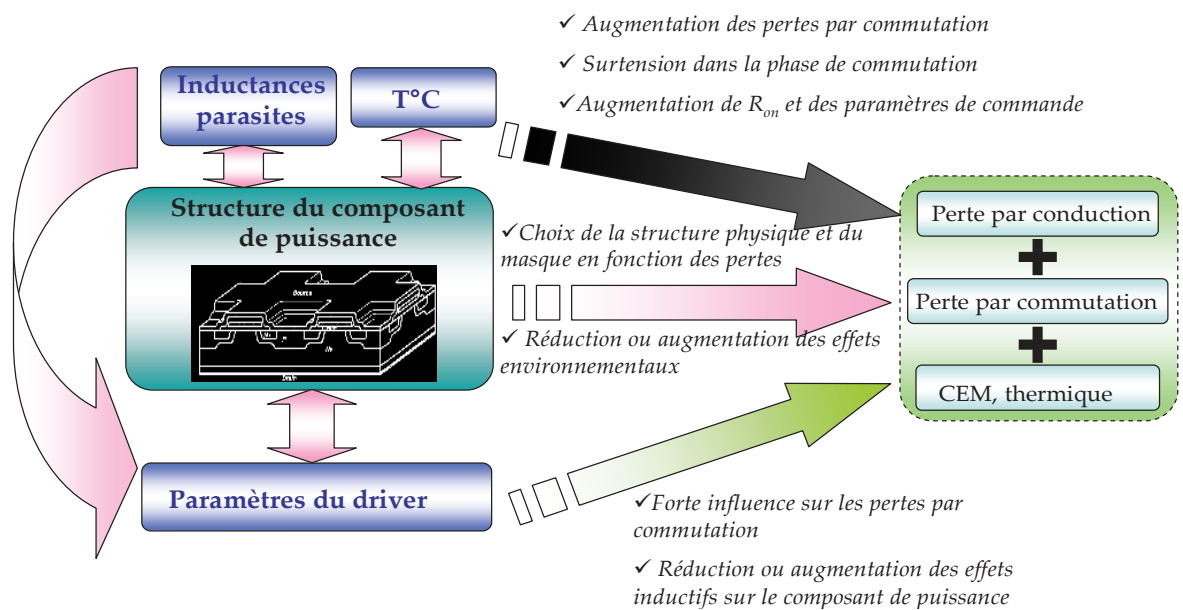 ✓ Augmentation des pertes par commutation
✓ Surtension dans la phase de commutation
✓Augmentation de Ron et des paramètres de commande
Inductances
parasites
T°C
Structure du composant
de puissance
Source
Drain
✓Choix de la structure physique et du
masque en fonction des pertes
✓ Réduction ou augmentation des effets
environnementaux
Perte par conduction
+
Perte par commutation
+
CEM, thermique
Paramètres du driver
✓Forte influence sur les pertes par
commutation
✓ Réduction ou augmentation des effets
inductifs sur le composant de puissance